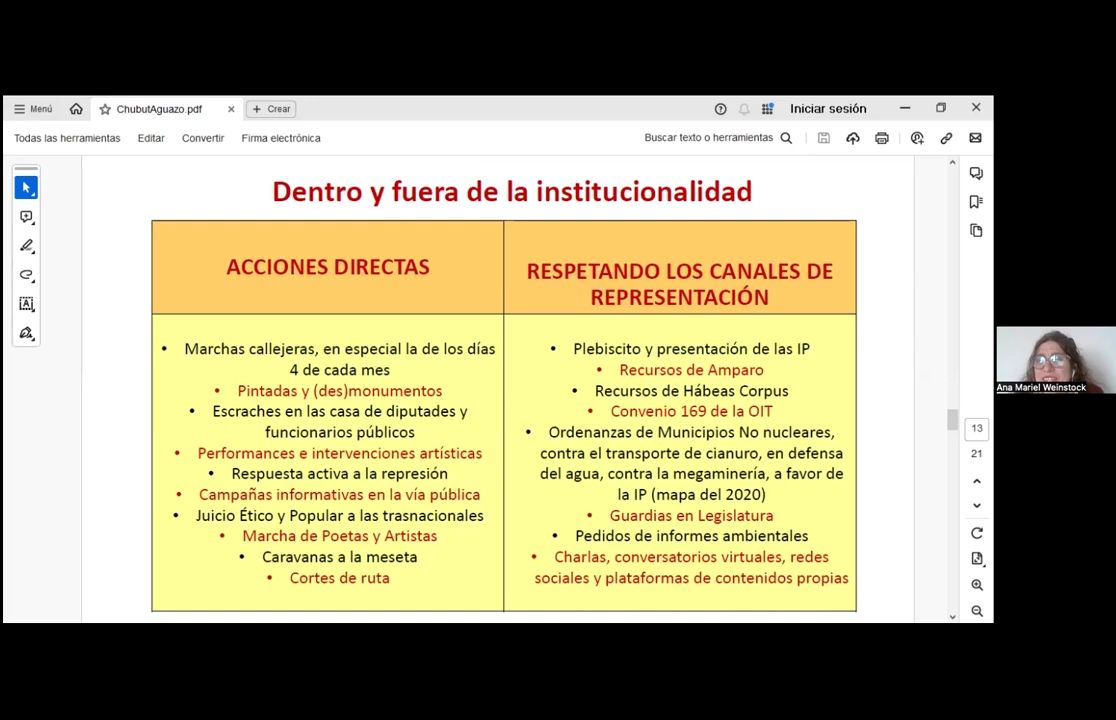 Menú
ChubutAguazo.pdf
Crear
Iniciar sesión
Todas las herramientas
Editar
Convertir
Firma electrónica
Buscar texto o herramientas
Dentro y fuera de la institucionalidad
ACCIONES DIRECTAS
• Marchas callejeras, en especial la de los días
4 de cada mes
• Pintadas y (des)monumentos
• Escraches en las casa de diputades y
funcionarios públicos
• Performances e intervenciones artísticas
• Respuesta activa a la represión
• Campañas informativas en la vía pública
• Juicio Ético y Popular a las trasnacionales
• Marcha de Poetas y Artistas
• Caravanas a la meseta
• Cortes de ruta
RESPETANDO LOS CANALES DE
REPRESENTACIÓN
• Plebiscito y presentación de las IP
• Recursos de Amparo
• Recursos de Hábeas Corpus
• Convenio 169 de la OIT
• Ordenanzas de Municipios No nucleares,
contra el transporte de cianuro, en defensa
del agua, contra la megaminería, a favor de
la IP (mapa del 2020)
• Guardias en Legislatura
• Pedidos de informes ambientales
• Charlas, conversatorios virtuales, redes
sociales y plataformas de contenidos propias
13
21
Ana Mariel Weinstock